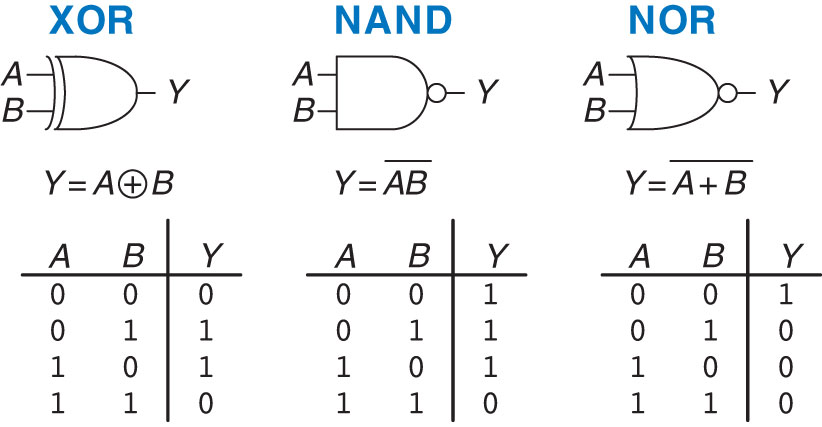 XOR NAND NOR
A B Y A B Y A B Y
Y = A ⊕ B Y = A̅B̅ Y = A̅ ̅+̅ ̅B̅
A B Y A B Y A B Y
0 0 0 0 0 1 0 0 1
0 1 1 0 1 1 0 1 0
1 0 1 1 0 1 1 0 0
1 1 0 1 1 0 1 1 0